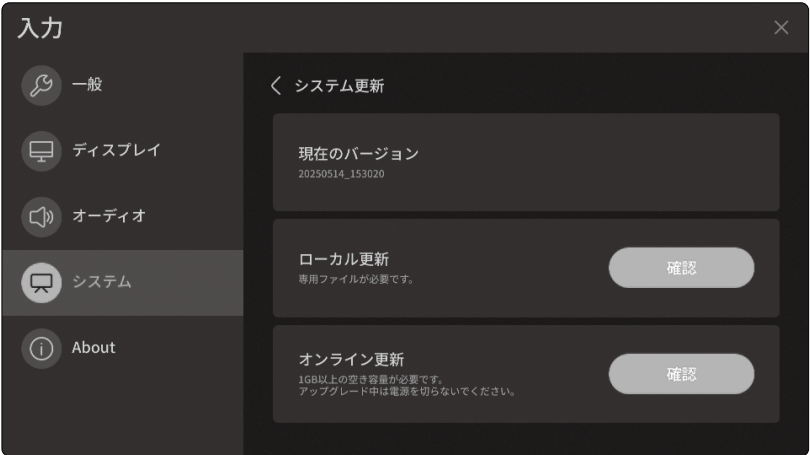 入力
一般
ディスプレイ
オーディオ
システム
About
システム更新
現在のバージョン
20250514_153020
ローカル更新
専用ファイルが必要です。
確認
オンライン更新
1GB以上の空き容量が必要です。
アップグレード中は電源を切らないでください。
確認